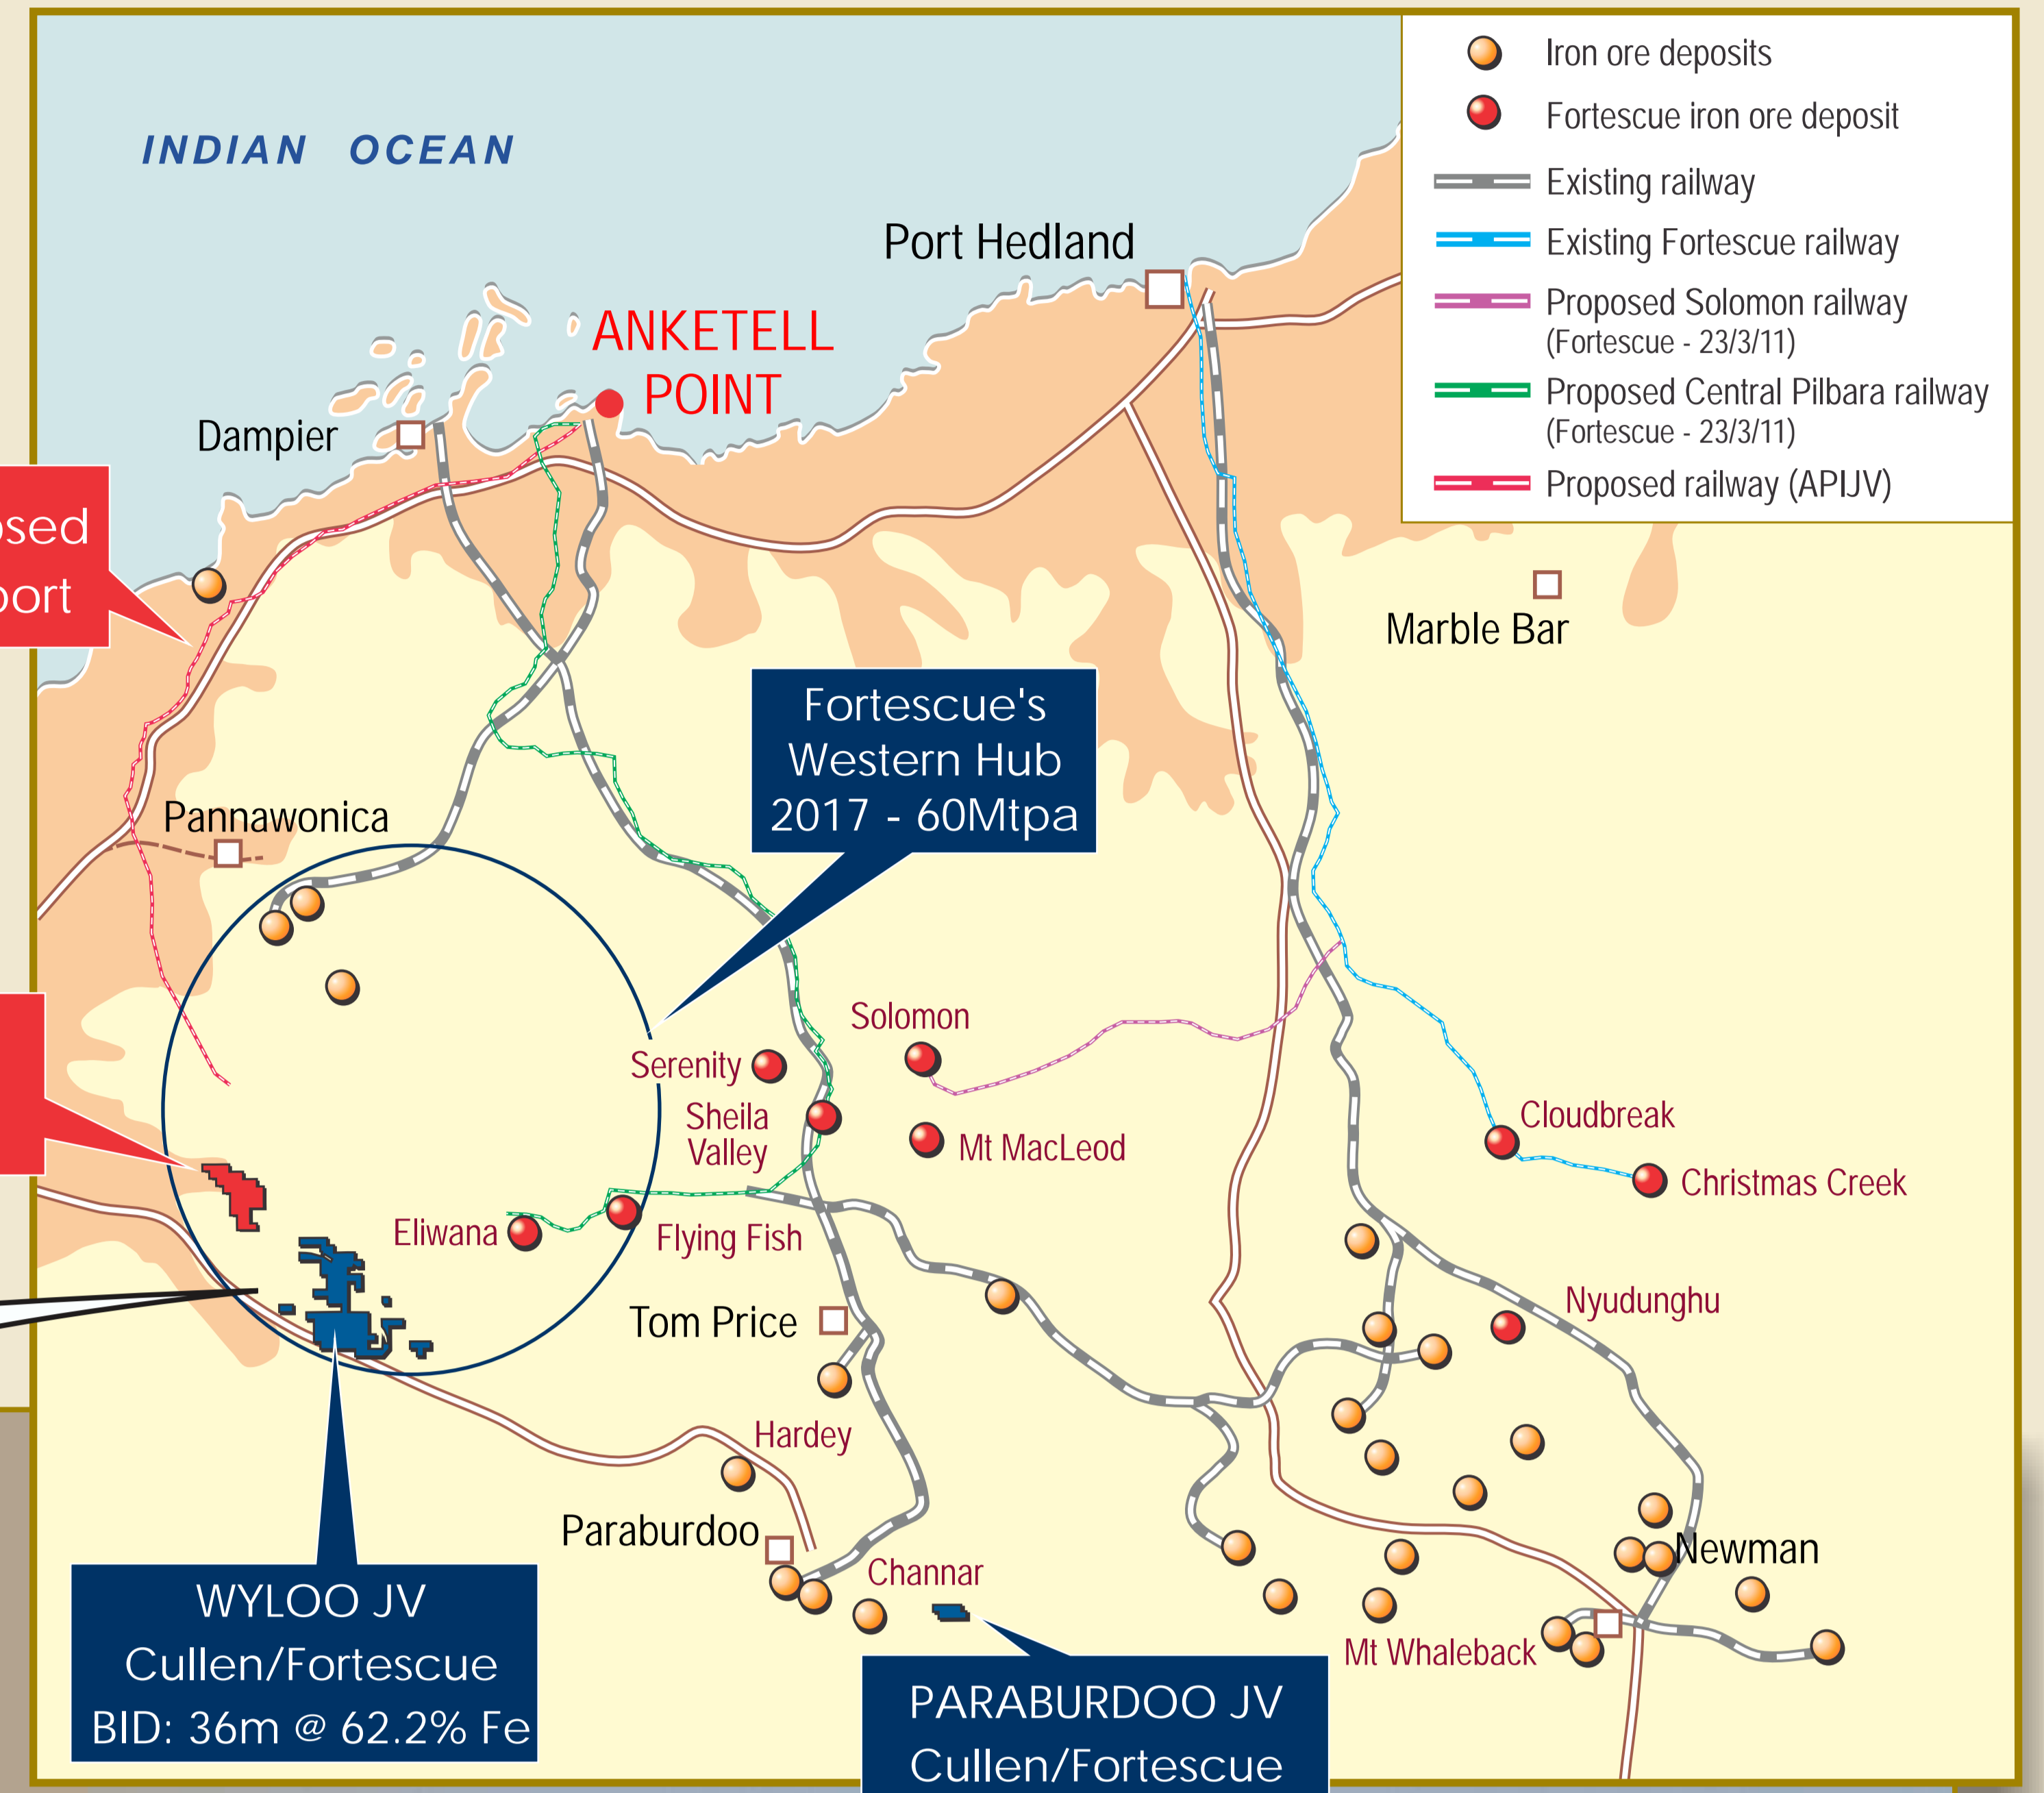 INDIAN OCEAN
Iron ore deposits
Fortescue iron ore deposit
Existing railway
Existing Fortescue railway
Proposed Solomon railway
(Fortescue - 23/3/11)
Proposed Central Pilbara railway
(Fortescue - 23/3/11)
Proposed railway (APIJV)
Port Hedland
ANKETELL
POINT
Dampier
Marble Bar
Fortescue's
Western Hub
2017 - 60Mtpa
Pannawonica
Solomon
Serenity
Sheila
Valley
Mt MacLeod
Cloudbreak
Christmas Creek
Eliwana
Flying Fish
Nyudunghu
Tom Price
Hardey
Paraburdoo
Newman
Channar
Mt Whaleback
WYLOO JV
Cullen/Fortescue
BID: 36m @ 62.2% Fe
PARABURDOO JV
Cullen/Fortescue